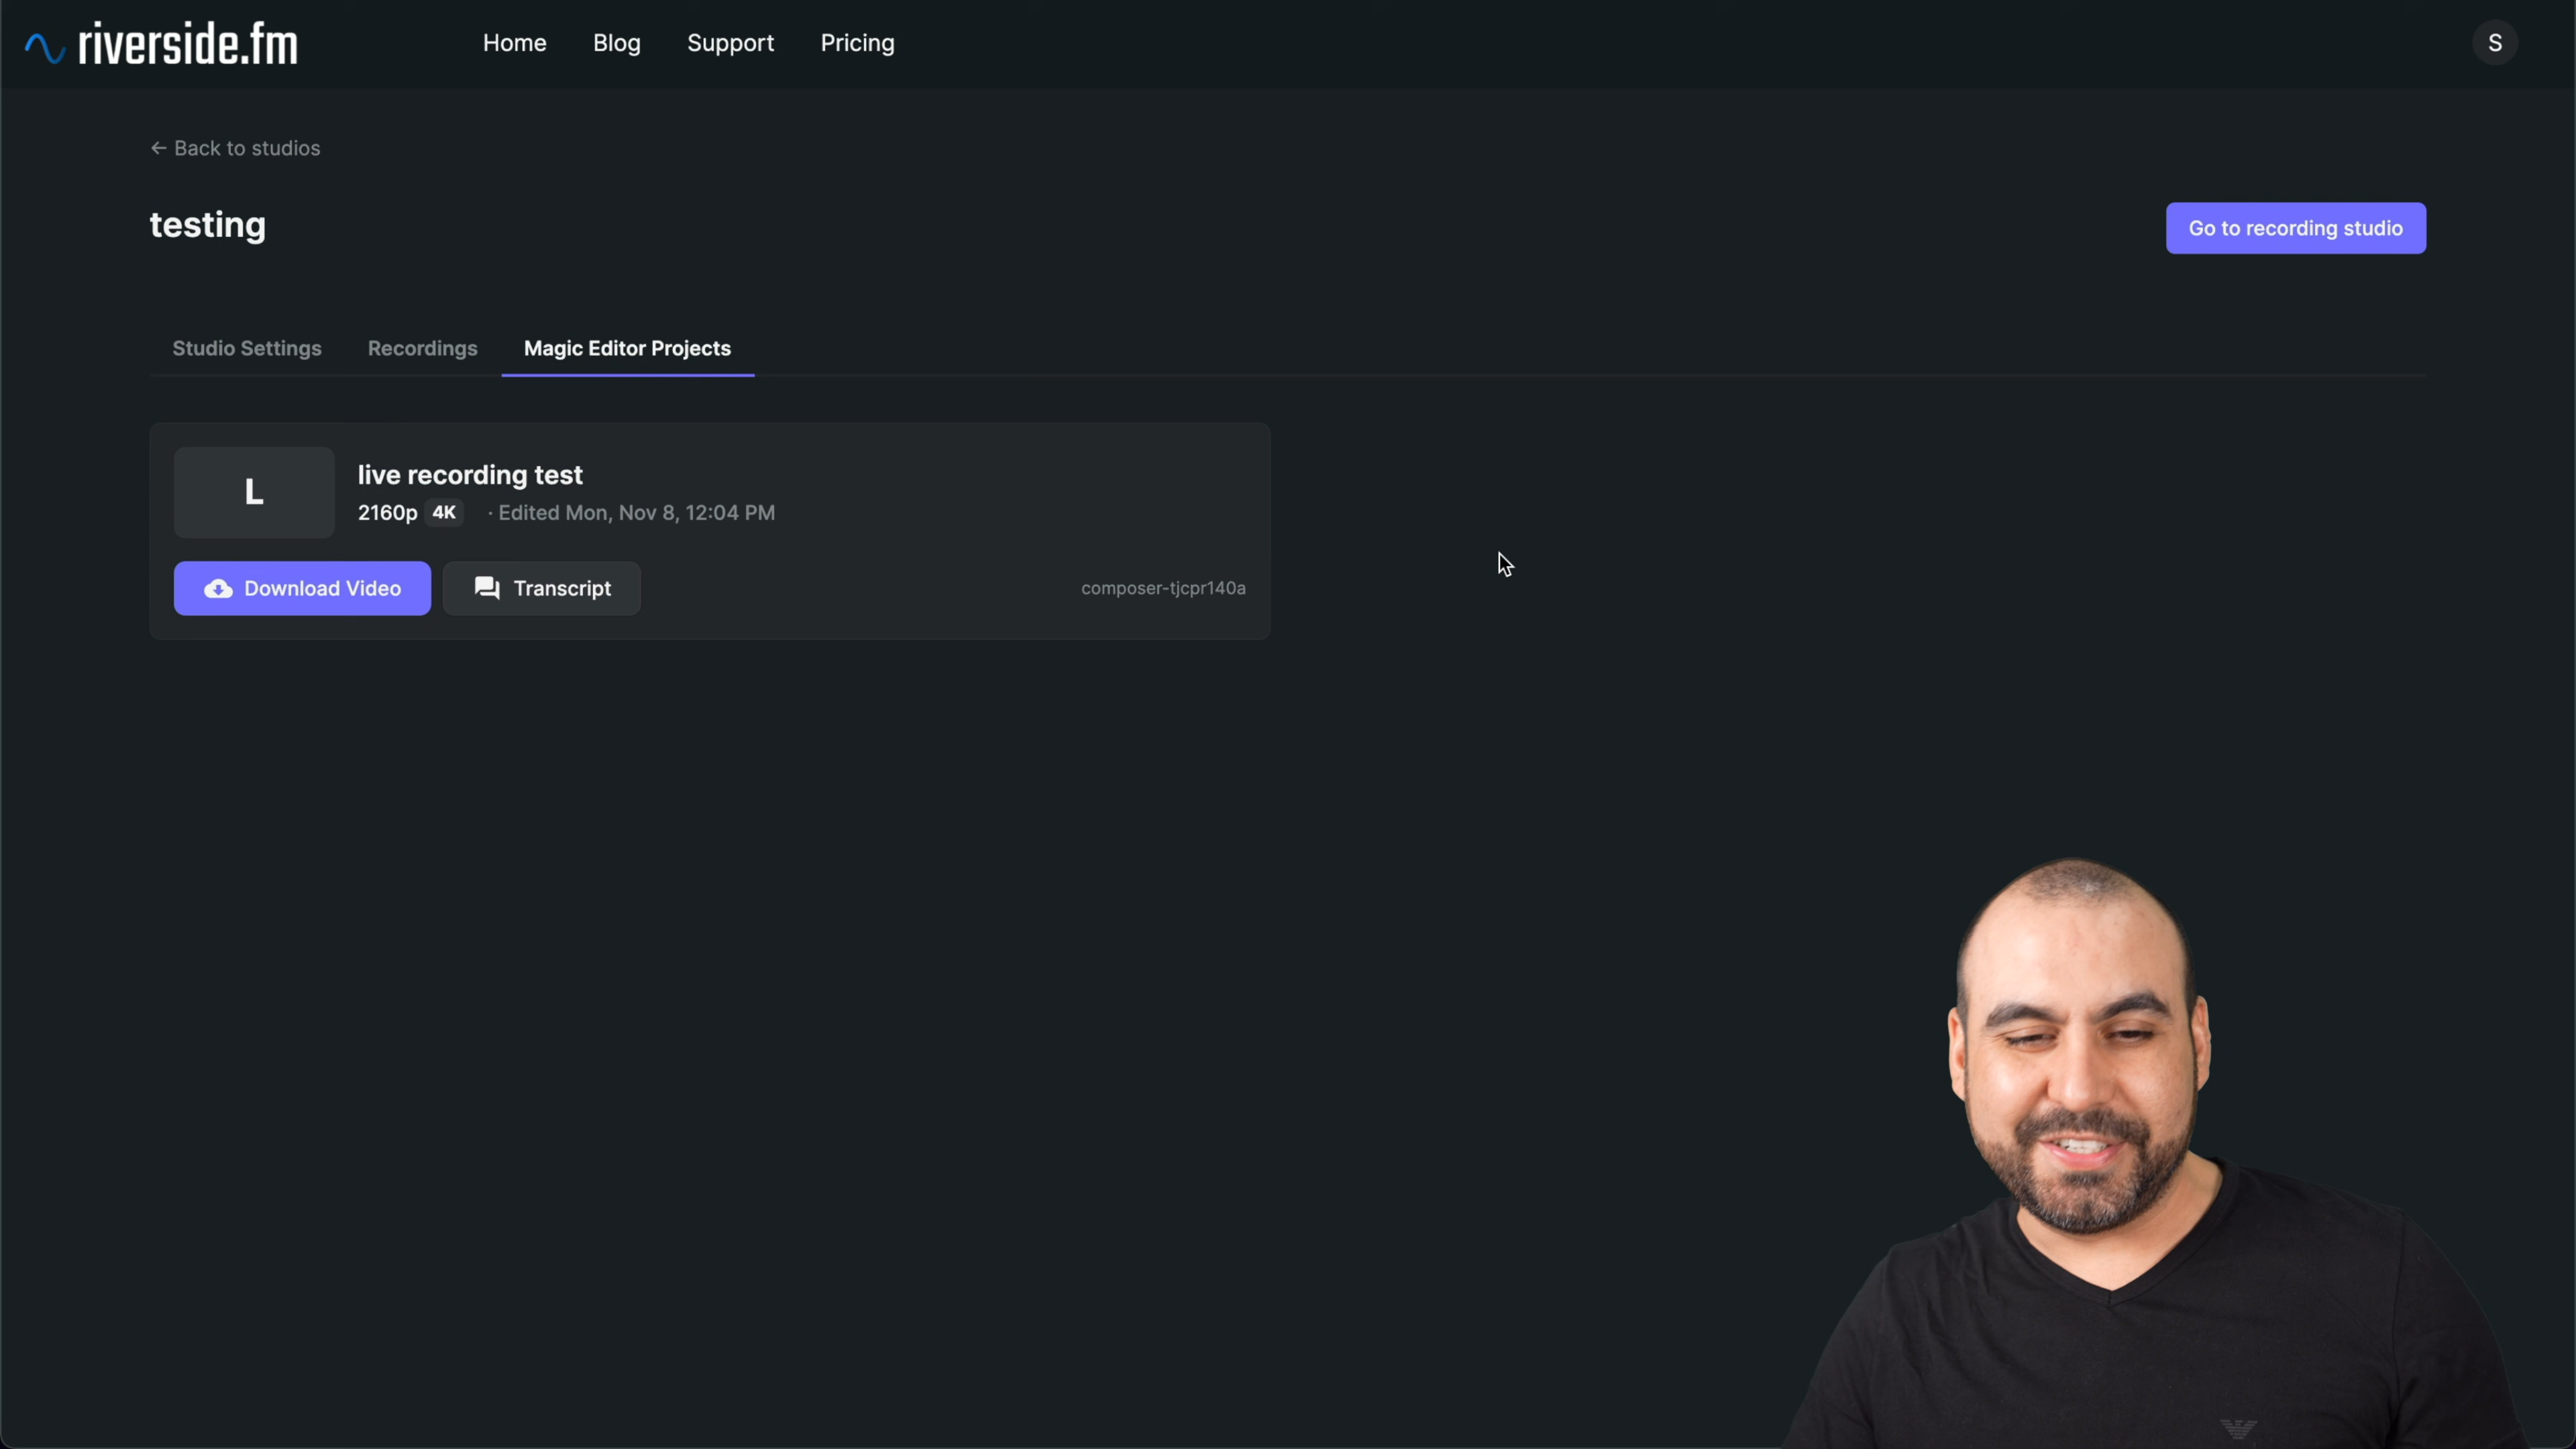 riverside.fm
Home
Blog
Support
Pricing
S
← Back to studios
testing
Go to recording studio
Studio Settings
Recordings
Magic Editor Projects
L
live recording test
2160p 4K · Edited Mon, Nov 8, 12:04 PM
Download Video
Transcript
composer-tjcpr140a